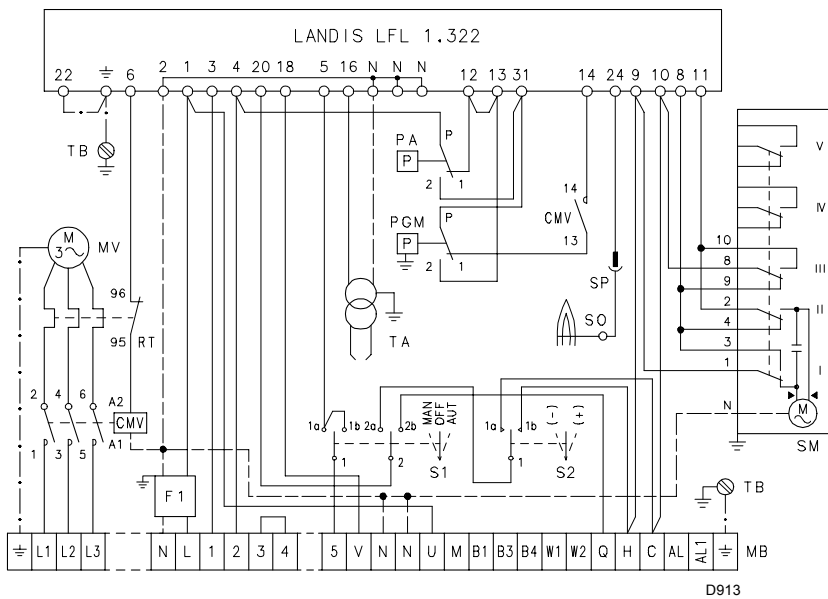 LANDIS LFL 1.322
22 6 2 1 3 4 20 18 5 16 N N N 12 13 31 14 24 9 10 8 11
TB
PA P P
2 1
14
CMV
13
PGM P P
2 1
V
IV
10
8 III
9
2 II
4
3
1 I
N
M
SM
M
3
MV
96
95 RT
SP
SO
TA
2 4 6 A2
CMV
1 3 5 A1
1a 1b 2a 2b MAN OFF AUT
1 2 S1
1a 1b (-) (+)
1 S2
F1
TB
L1 L2 L3 N L 1 2 3 4 5 V N N U M B1 B3 B4 W1 W2 Q H C AL AL1 MB
D913